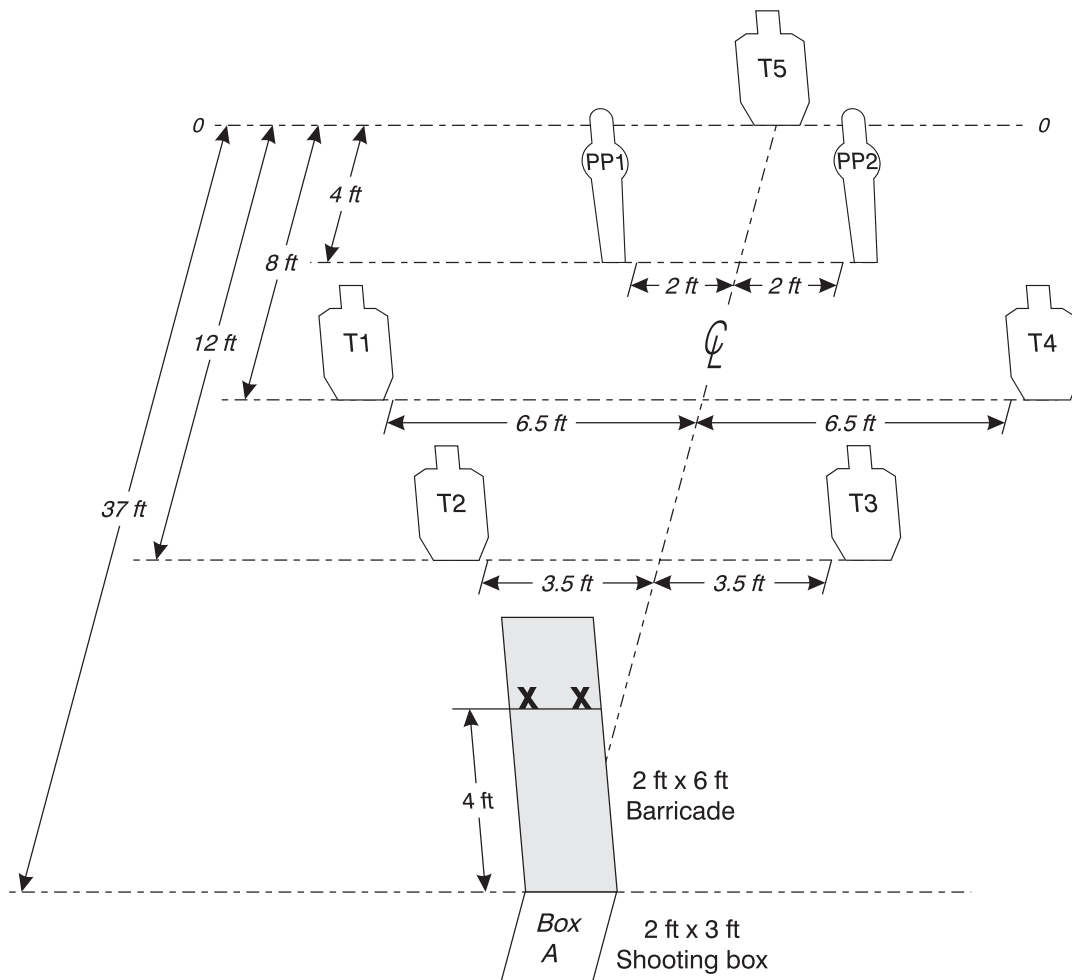 T5
0
0
PP1
PP2
4 ft
8 ft
2 ft
2 ft
12 ft
T1
℄
T4
6.5 ft
6.5 ft
37 ft
T2
T3
3.5 ft
3.5 ft
X X
4 ft
2 ft x 6 ft
Barricade
Box
A
2 ft x 3 ft
Shooting box